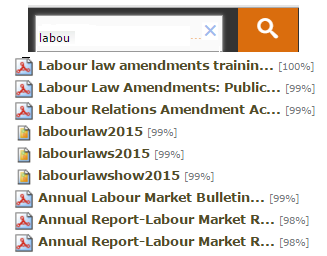 labou ...
Labour law amendments trainin... [100%]
Labour Law Amendments: Public... [99%]
Labour Relations Amendment Ac... [99%]
labourlaw2015 [99%]
labourlaws2015 [99%]
labourlawshow2015 [99%]
Annual Labour Market Bulletin... [99%]
Annual Report-Labour Market R... [98%]
Annual Report-Labour Market R... [98%]